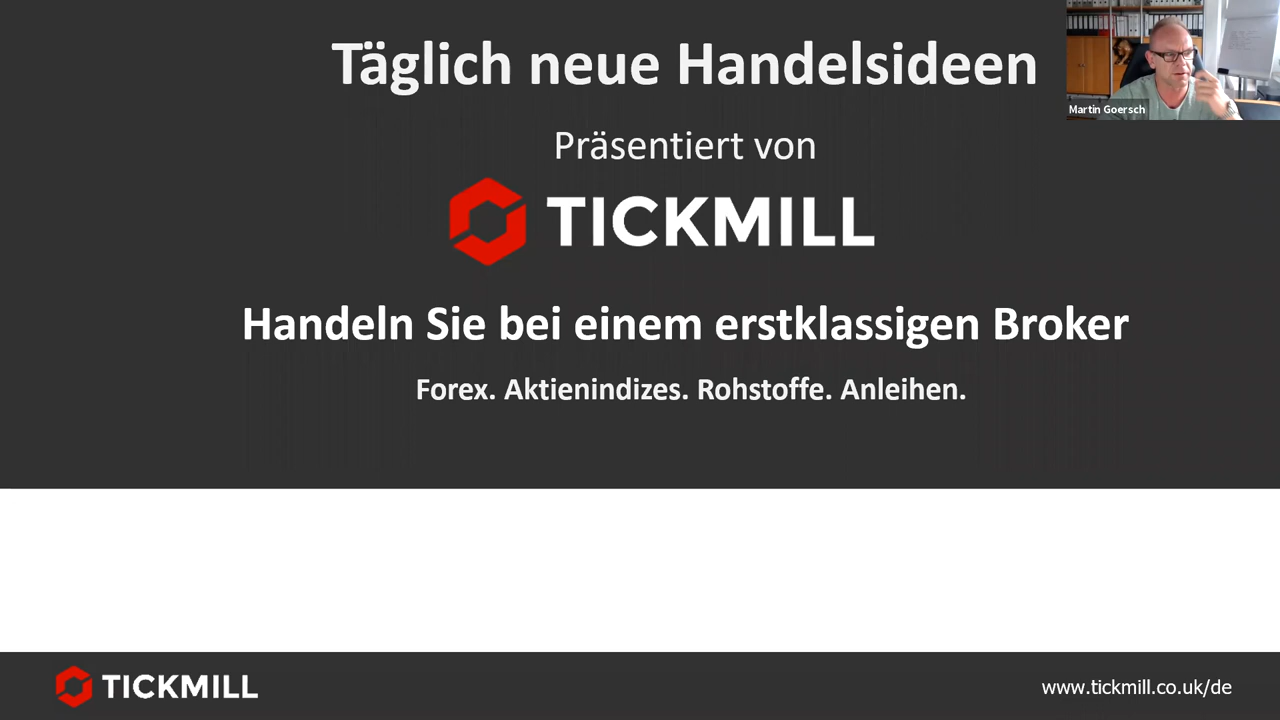 Täglich neue Handelsideen
Martin Goersch
Präsentiert von
TICKMILL
Handeln Sie bei einem erstklassigen Broker
Forex. Aktienindizes. Rohstoffe. Anleihen.
TICKMILL
www.tickmill.co.uk/de